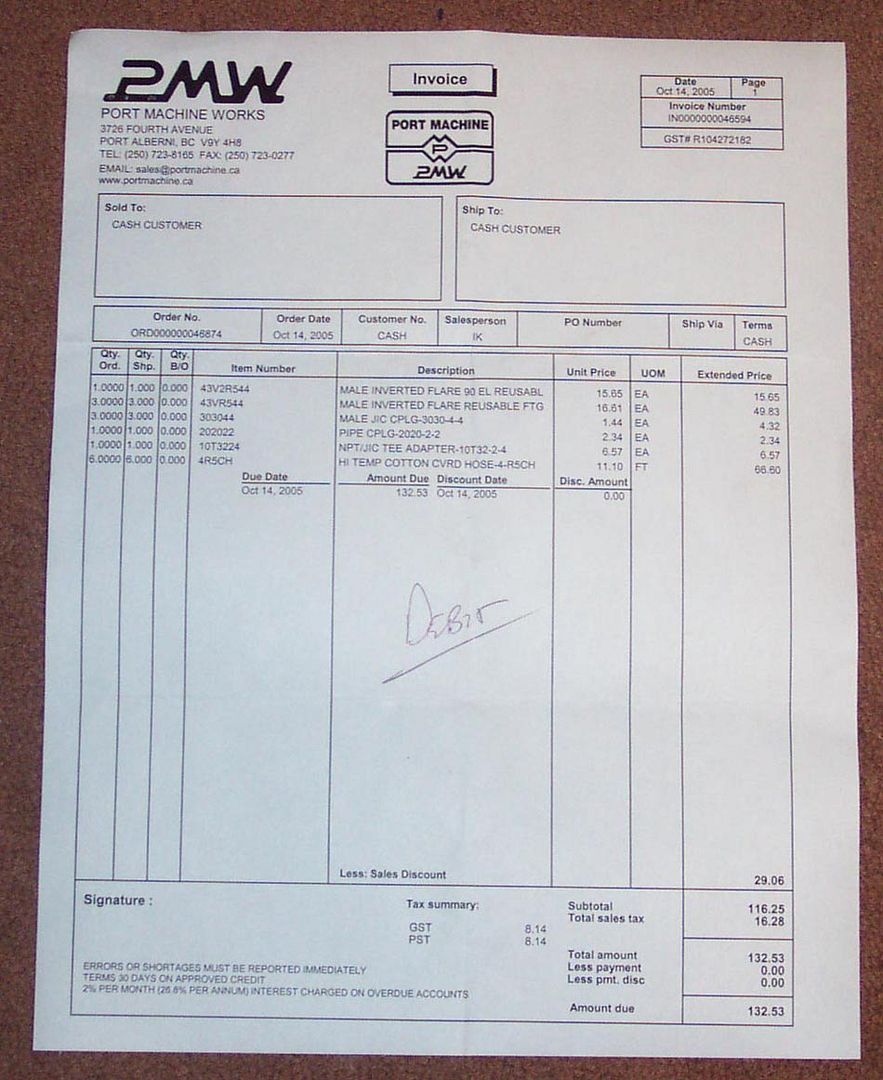 PMW
PORT MACHINE WORKS
3726 FOURTH AVENUE
PORT ALBERNI, BC V9Y 4H8
TEL: (250) 723-8165 FAX: (250) 723-0277
EMAIL: sales@portmachine.ca
www.portmachine.ca
Invoice
PORT MACHINE
P
PMW
Date Page
Oct 14, 2005 1
Invoice Number
IN0000000046594
GST# R104272182
Sold To:
CASH CUSTOMER
Ship To:
CASH CUSTOMER
Order No. Order Date Customer No. Salesperson PO Number Ship Via Terms
ORD000000046874 Oct 14, 2005 CASH IK CASH
Qty. Ord. Qty. Shp. Qty. B/O Item Number Description Unit Price UOM Extended Price
1.0000 1.000 0.000 43V2R544 MALE INVERTED FLARE 90 EL REUSABL 15.65 EA 15.65
3.0000 3.000 0.000 43VR544 MALE INVERTED FLARE REUSABLE FTG 16.61 EA 49.83
3.0000 3.000 0.000 303044 MALE JIC CPLG-3030-4-4 1.44 EA 4.32
1.0000 1.000 0.000 202022 PIPE CPLG-2020-2-2 2.34 EA 2.34
1.0000 1.000 0.000 10T3224 NPT/JIC TEE ADAPTER-10T32-2-4 6.57 EA 6.57
6.0000 6.000 0.000 4R5CH HI TEMP COTTON CVRD HOSE-4-R5CH 11.10 FT 66.60
Due Date Amount Due Discount Date Disc. Amount
Oct 14, 2005 132.53 Oct 14, 2005 0.00
DEBIT
Less: Sales Discount 29.06
Signature :
Tax summary:
GST 8.14
PST 8.14
Subtotal 116.25
Total sales tax 16.28
Total amount 132.53
Less payment 0.00
Less pmt. disc 0.00
Amount due 132.53
ERRORS OR SHORTAGES MUST BE REPORTED IMMEDIATELY
TERMS 30 DAYS ON APPROVED CREDIT
2% PER MONTH (26.8% PER ANNUM) INTEREST CHARGED ON OVERDUE ACCOUNTS